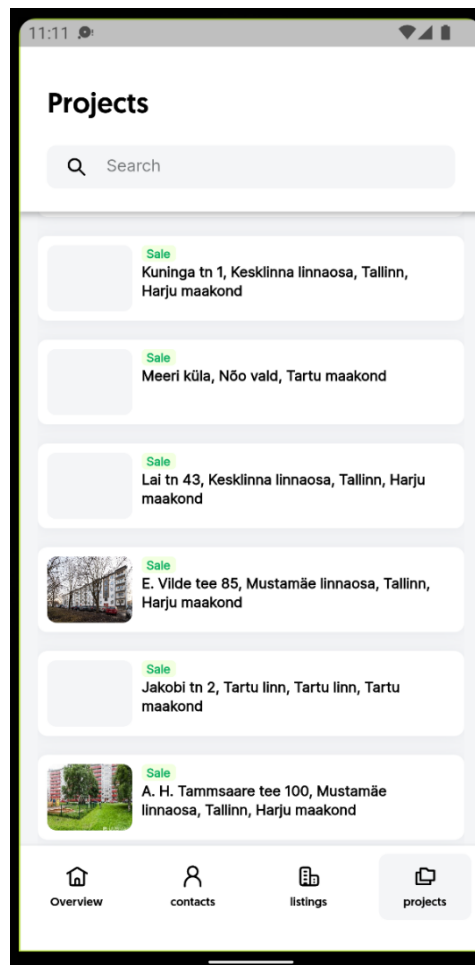 11:11
Projects
Search
Sale
Kuninga tn 1, Kesklinna linnaosa, Tallinn,
Harju maakond
Sale
Meeri küla, Nõo vald, Tartu maakond
Sale
Lai tn 43, Kesklinna linnaosa, Tallinn, Harju
maakond
Sale
E. Vilde tee 85, Mustamäe linnaosa, Tallinn,
Harju maakond
Sale
Jakobi tn 2, Tartu linn, Tartu linn, Tartu
maakond
Sale
A. H. Tammsaare tee 100, Mustamäe
linnaosa, Tallinn, Harju maakond
Overview contacts listings projects